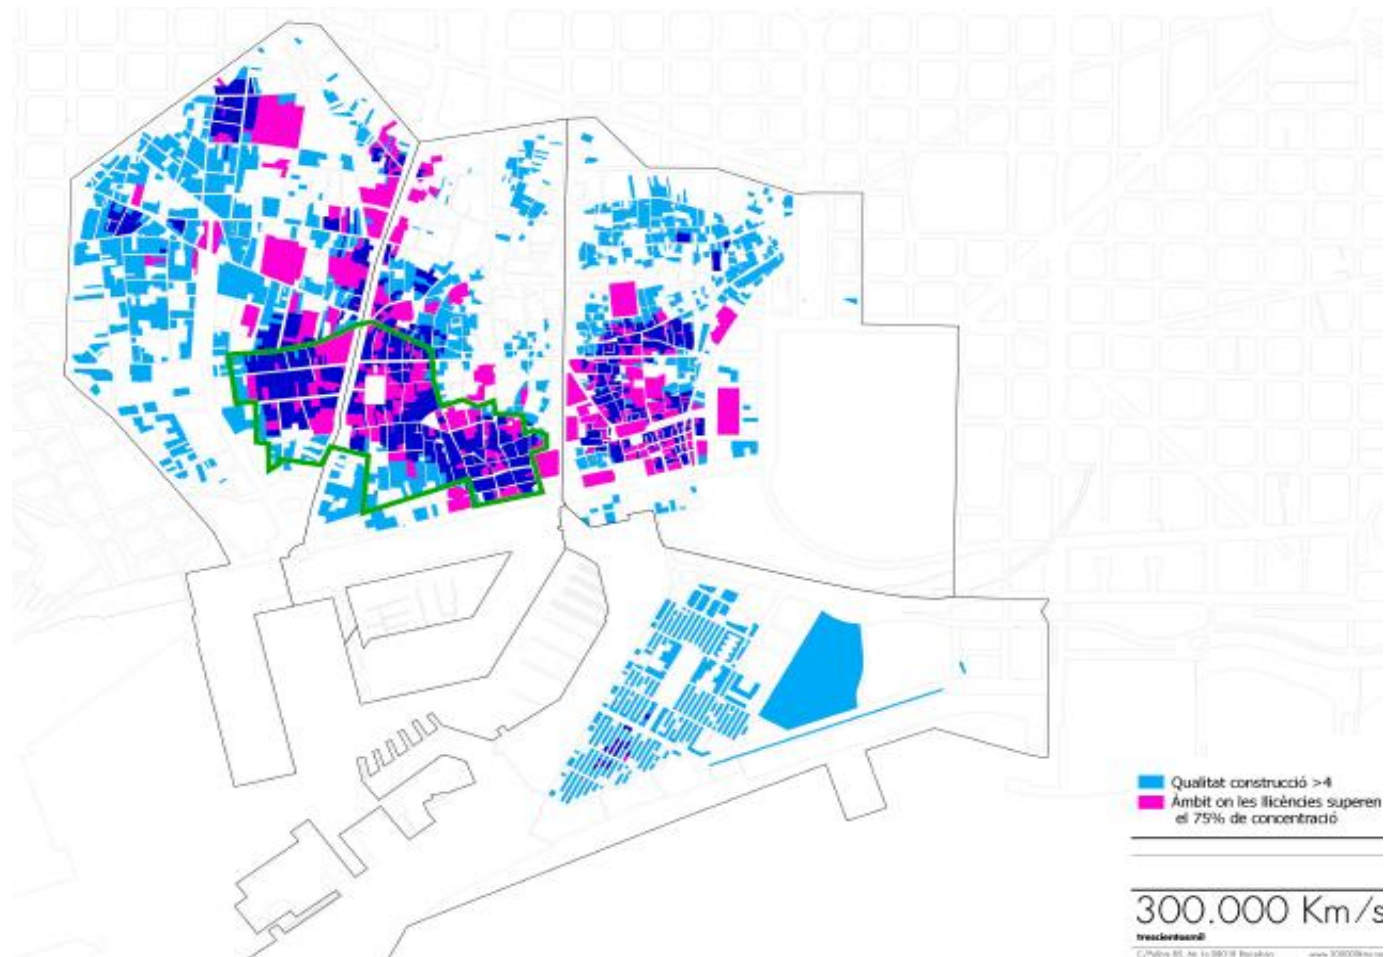 Qualitat construcció >4
Àmbit on les llicències superen
el 75% de concentració
300.000 Km/s
trescientosmil